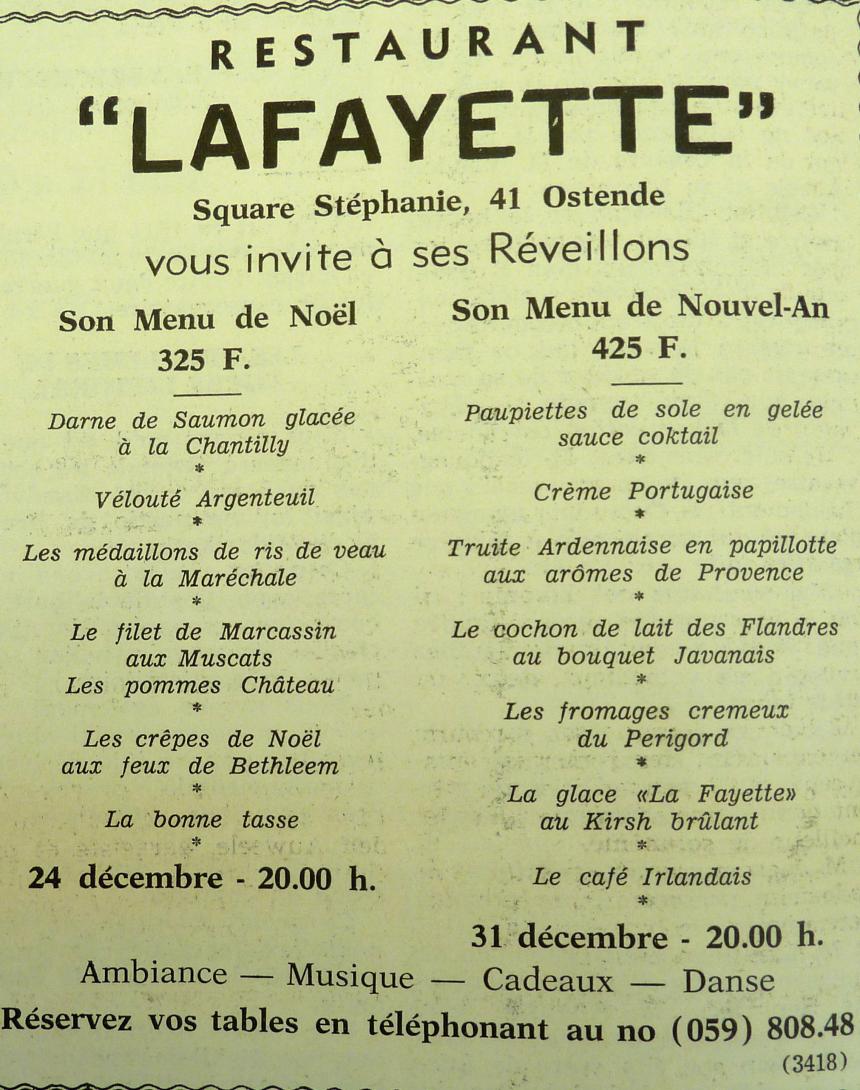 RESTAURANT
"LAFAYETTE"
Square Stéphanie, 41 Ostende
vous invite à ses Réveillons
Son Menu de Noël
325 F.
Darne de Saumon glacée
à la Chantilly
*
Vélouté Argenteuil
*
Les médaillons de ris de veau
à la Maréchale
*
Le filet de Marcassin
aux Muscats
Les pommes Château
*
Les crêpes de Noël
aux feux de Bethleem
*
La bonne tasse
*
24 décembre - 20.00 h.
Son Menu de Nouvel-An
425 F.
Paupiettes de sole en gelée
sauce coktail
*
Crème Portugaise
*
Truite Ardennaise en papillotte
aux arômes de Provence
*
Le cochon de lait des Flandres
au bouquet Javanais
*
Les fromages cremeux
du Perigord
*
La glace «La Fayette»
au Kirsh brûlant
*
Le café Irlandais
*
31 décembre - 20.00 h.
Ambiance — Musique — Cadeaux — Danse
Réservez vos tables en téléphonant au no (059) 808.48
(3418)